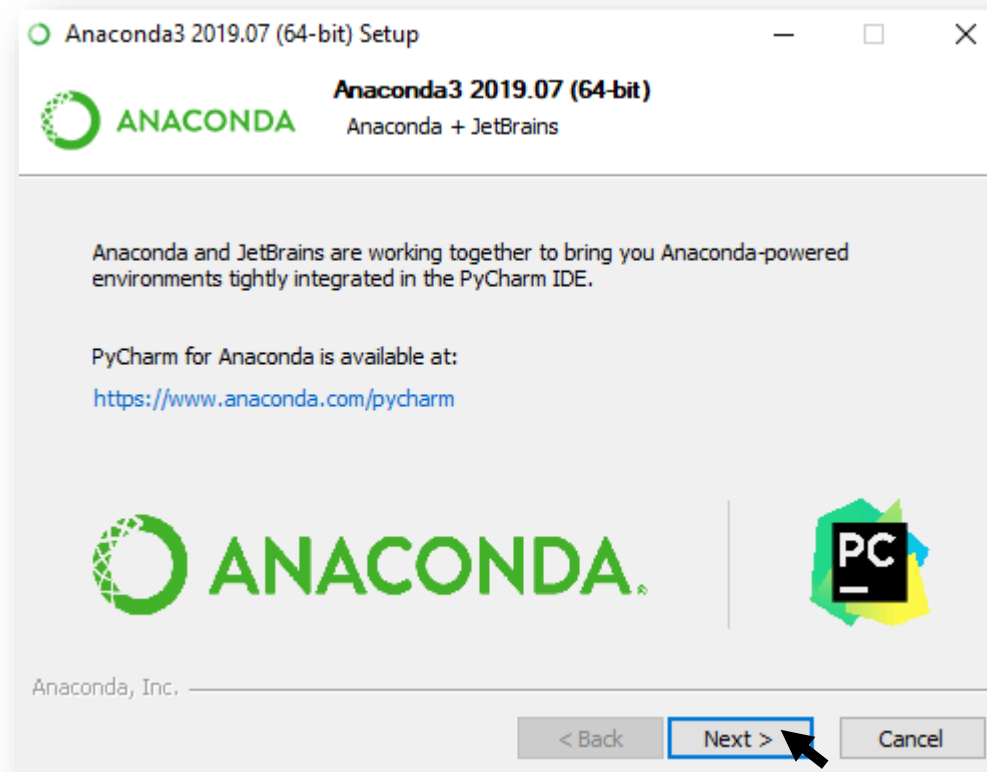 Anaconda3 2019.07 (64-bit) Setup
ANACONDA
Anaconda3 2019.07 (64-bit)
Anaconda + JetBrains
Anaconda and JetBrains are working together to bring you Anaconda-powered
environments tightly integrated in the PyCharm IDE.
PyCharm for Anaconda is available at:
https://www.anaconda.com/pycharm
ANACONDA®
PC
Anaconda, Inc.
< Back
Next >
Cancel